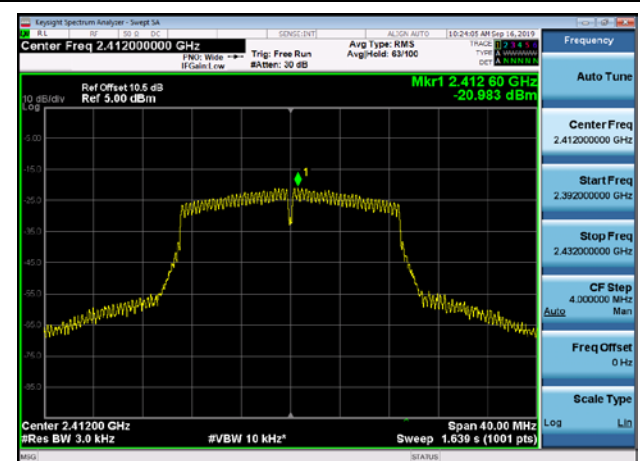 Keysight Spectrum Analyzer - Swept SA
RL RF 50 Ω DC SENSE:INT ALIGN AUTO 10:24:05 AM Sep 16, 2019
Center Freq 2.412000000 GHz
PNO: Wide
IFGain:Low
Trig: Free Run
#Atten: 30 dB
Avg Type: RMS
Avg|Hold: 63/100
TRACE 1 2 3 4 5 6
TYPE A WWWWW
DET A N N N N N
Frequency
Mkr1 2.412 60 GHz
-20.983 dBm
Ref Offset 10.5 dB
Ref 5.00 dBm
10 dB/div
Log
-5.00
-15.0
-25.0
-35.0
-45.0
-55.0
-65.0
-75.0
-85.0
1
Center 2.41200 GHz
#Res BW 3.0 kHz
#VBW 10 kHz*
Span 40.00 MHz
Sweep 1.639 s (1001 pts)
MSG
STATUS
Auto Tune
Center Freq
2.412000000 GHz
Start Freq
2.392000000 GHz
Stop Freq
2.432000000 GHz
CF Step
4.000000 MHz
Auto Man
Freq Offset
0 Hz
Scale Type
Log Lin